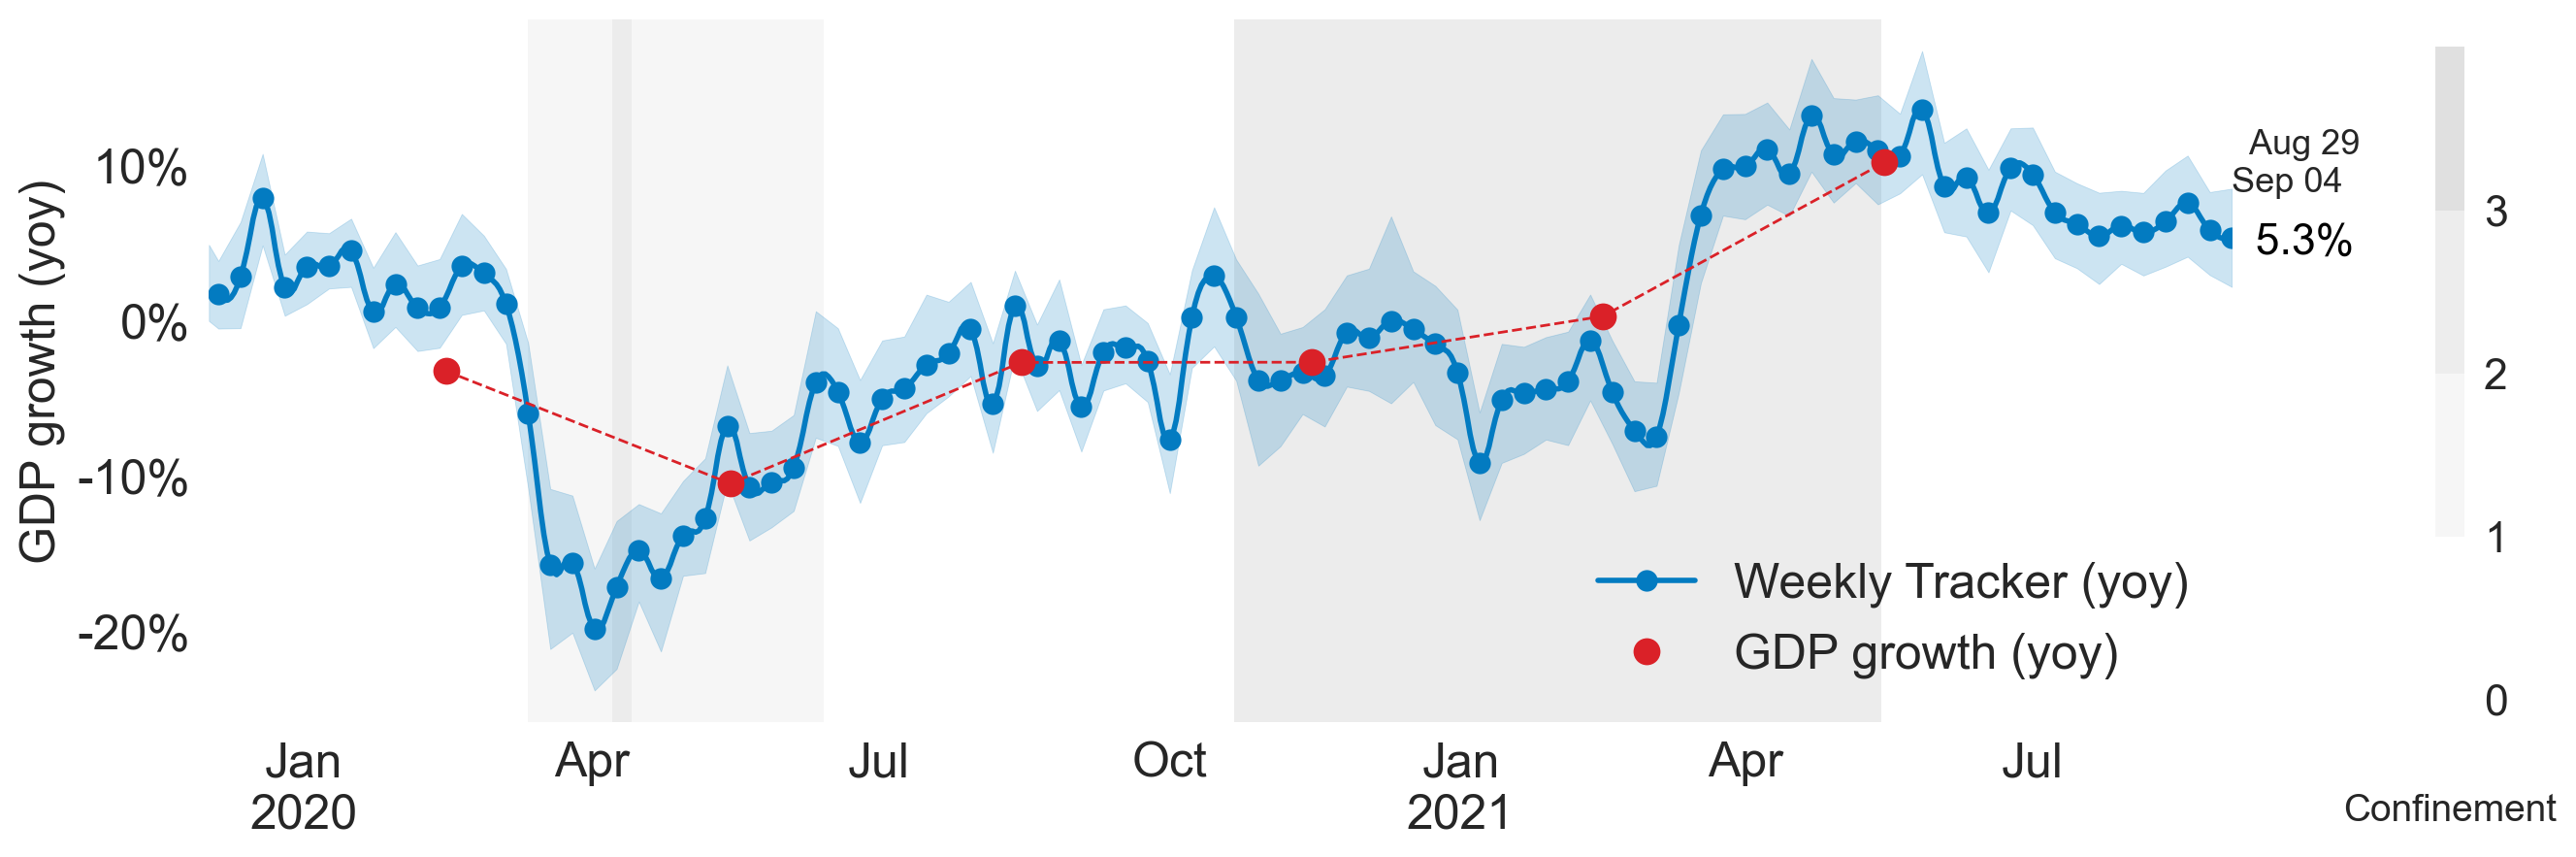 GDP growth (yoy)
10%
0%
-10%
-20%
Jan
2020
Apr
Jul
Oct
Jan
2021
Apr
Jul
Aug 29
Sep 04
5.3%
Weekly Tracker (yoy)
GDP growth (yoy)
3
2
1
0
Confinement